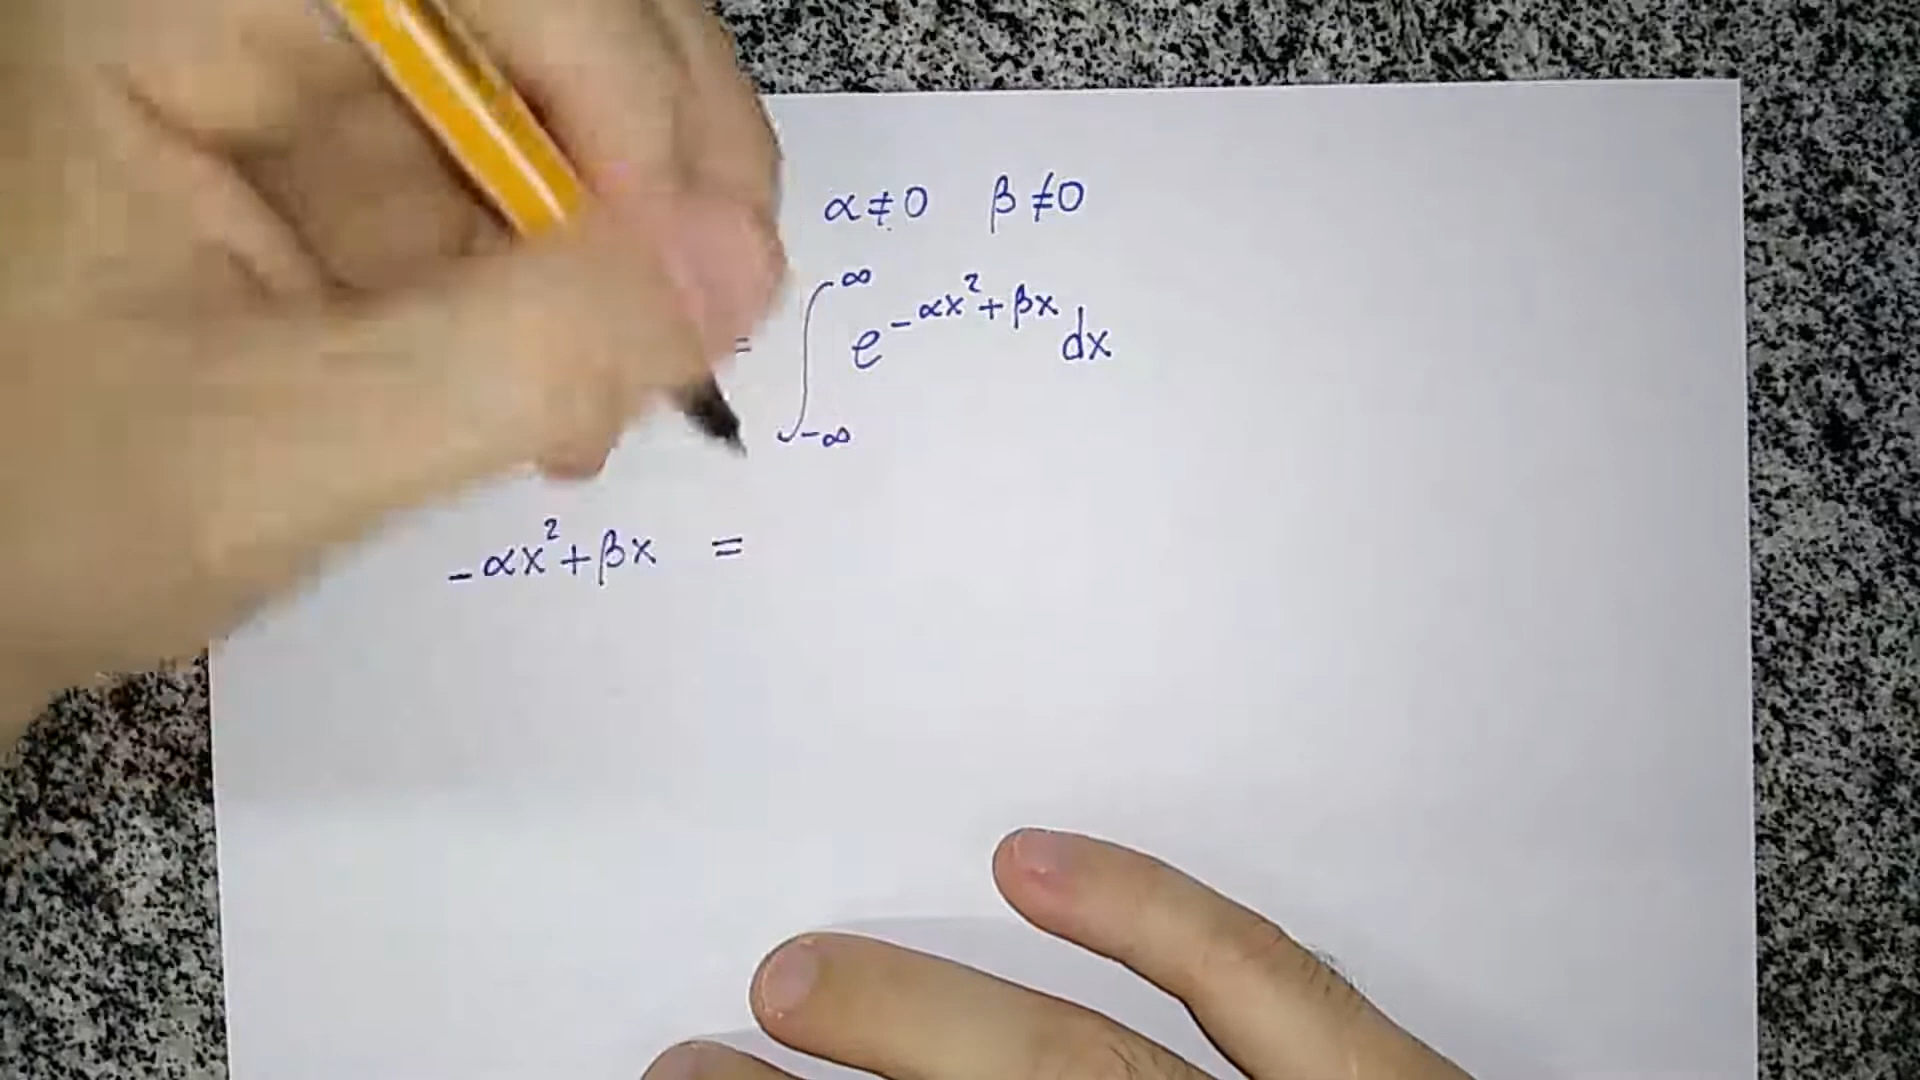 α≠0 β≠0
= ∫_{-∞}^{∞} e^{-αx²+βx} dx
-αx²+βx =